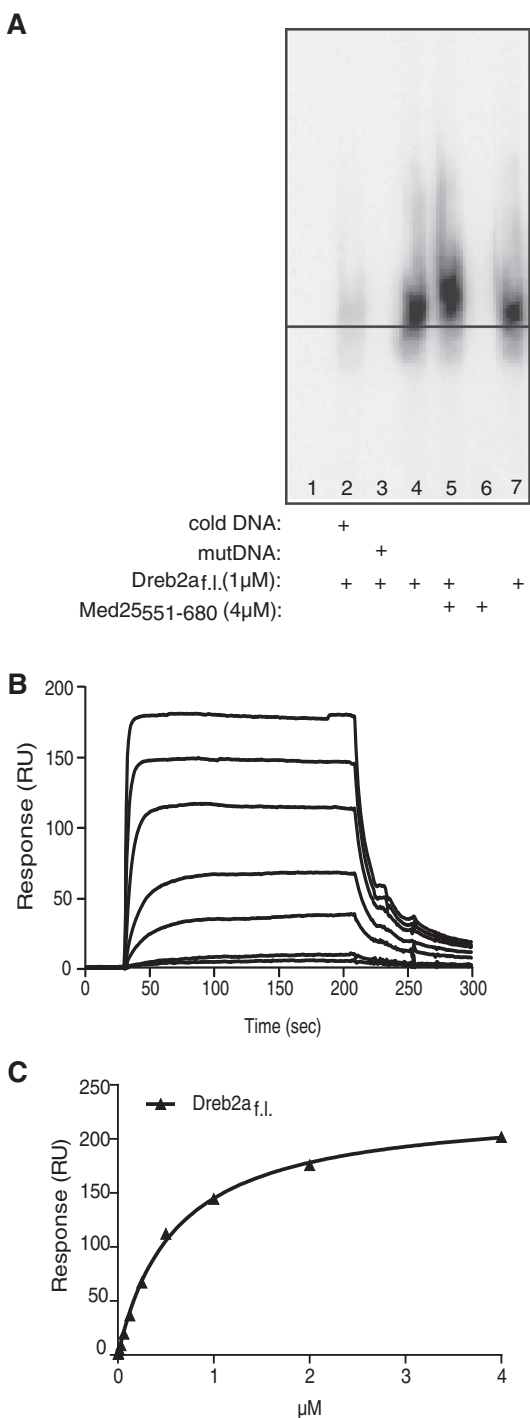 A
1 2 3 4 5 6 7
cold DNA: +
mutDNA: +
Dreb2af.l.(1μM): + + + + +
Med25551-680 (4μM): + +
B
200
150
100
50
0
Response (RU)
0 50 100 150 200 250 300
Time (sec)
C
250
200
150
100
50
0
Response (RU)
Dreb2af.l.
0 1 2 3 4
μM